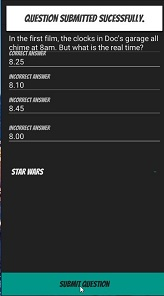 QUESTION SUBMITTED SUCESSFULLY.
In the first film, the clocks in Doc's garage all
chime at 8am. But what is the real time?
CORRECT ANSWER
8.25
INCORRECT ANSWER
8.10
INCORRECT ANSWER
8.45
INCORRECT ANSWER
8.00
STAR WARS
SUBMIT QUESTION